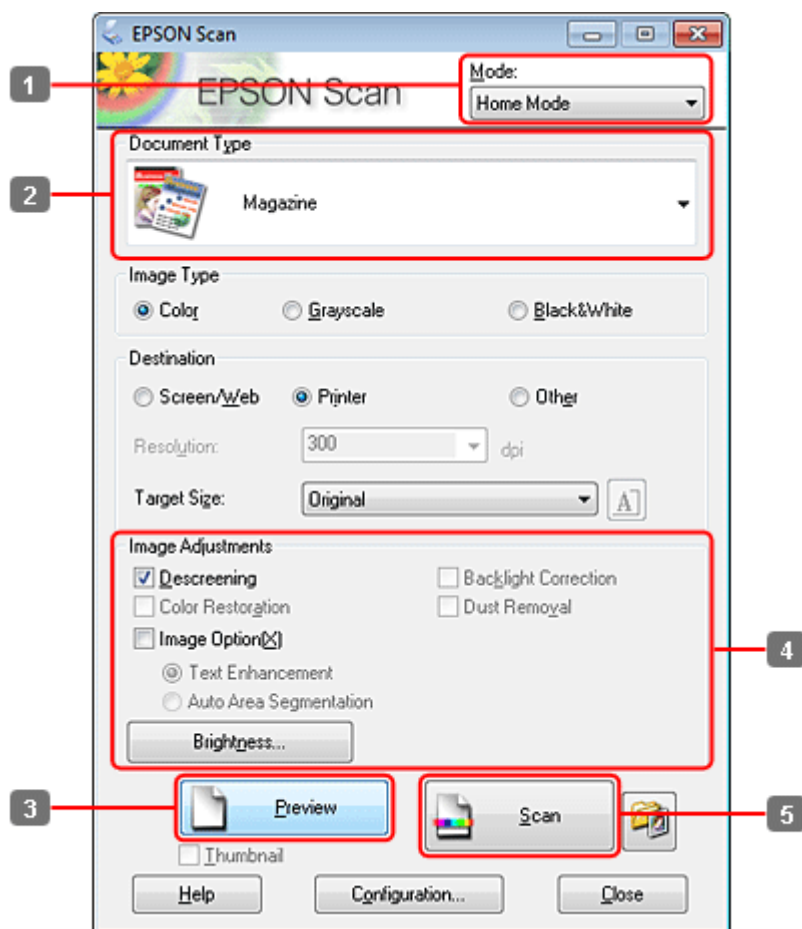 EPSON Scan
EPSON Scan
Mode:
1
Home Mode
Document Type
2
Magazine
Image Type
Color Grayscale Black&White
Destination
Screen/Web Printer Other
Resolution: 300 dpi
Target Size: Original A
Image Adjustments
Descreening Backlight Correction
Color Restoration Dust Removal
Image Option(X)
4
Text Enhancement
Auto Area Segmentation
Brightness...
3 Preview Scan 5
Thumbnail
Help Configuration... Close